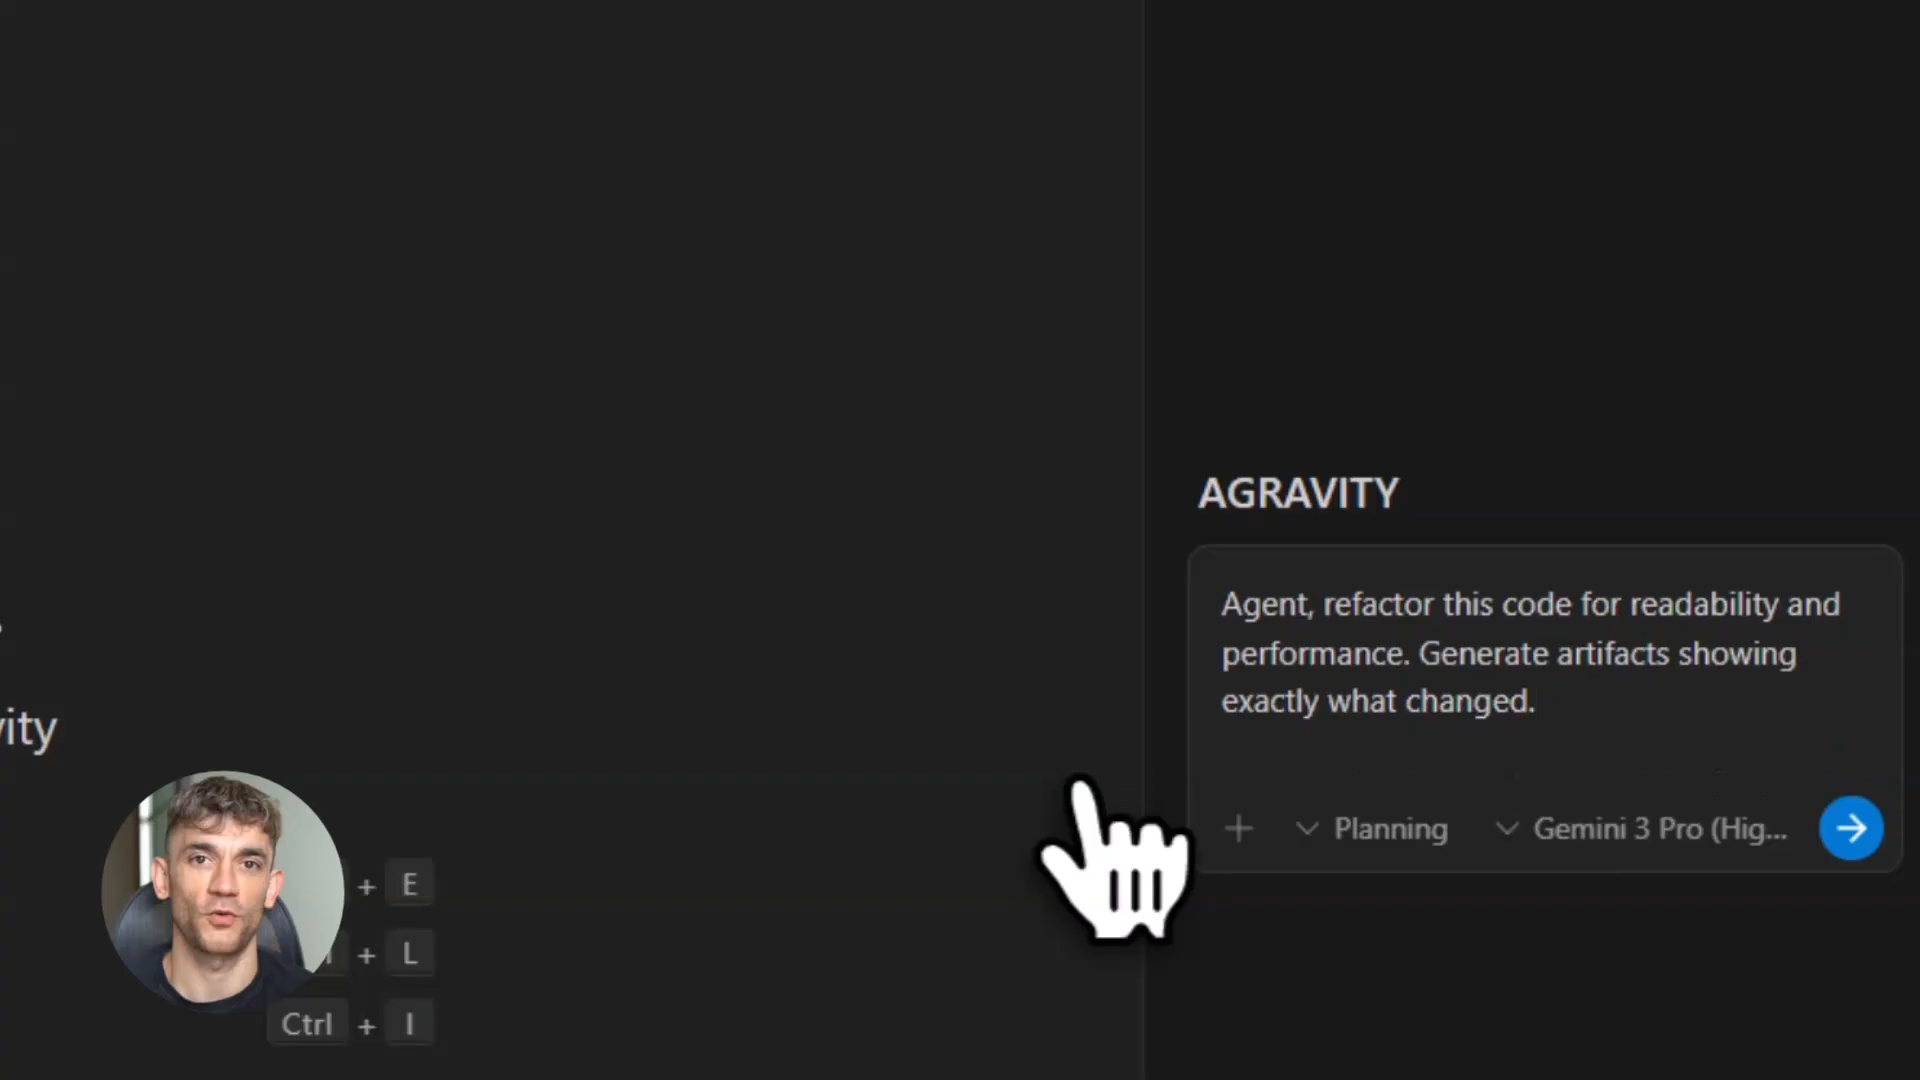 AGRAVITY
Agent, refactor this code for readability and
performance. Generate artifacts showing
exactly what changed.
Planning
Gemini 3 Pro (Hig...
vity
+ E
+ L
Ctrl + I